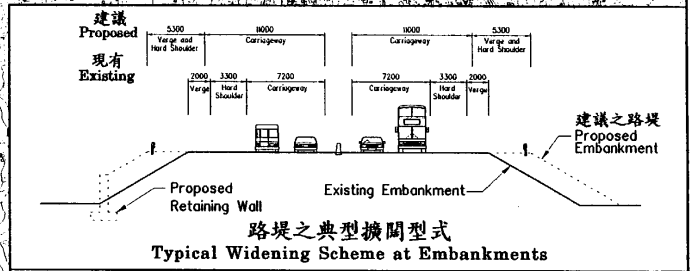 建議
Proposed
5300
11000
11000
5300
Verge and
Hard Shoulder
Carriageway
Carriageway
Verge and
Hard Shoulder
現有
Existing
2000
3300
7200
7200
3300
2000
Verge
Hard
Shoulder
Carriageway
Carriageway
Hard
Shoulder
Verge
建議之路堤
Proposed
Embankment
Proposed
Retaining Wall
Existing Embankment
路堤之典型擴闊型式
Typical Widening Scheme at Embankments